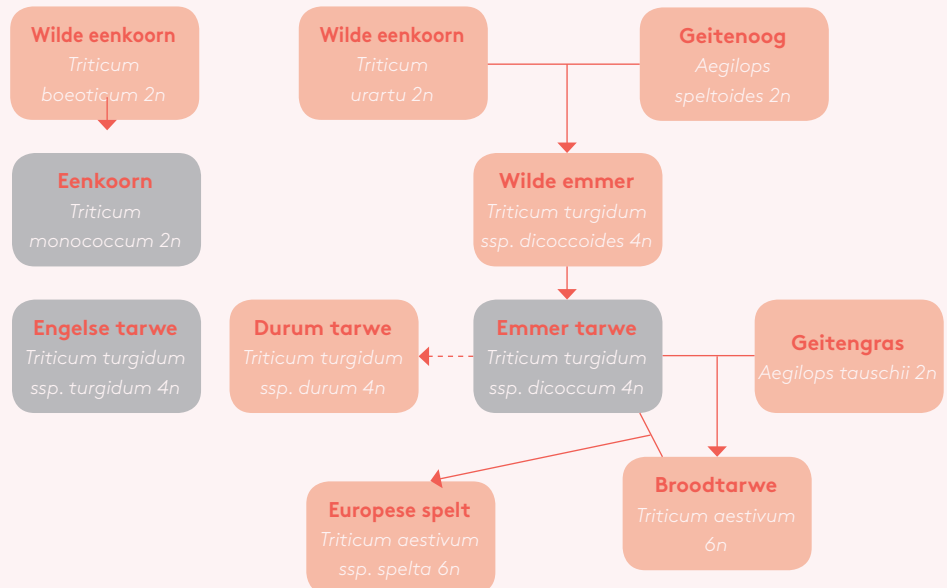 Wilde eenkoorn
Triticum
boeoticum 2n
Wilde eenkoorn
Triticum
urartu 2n
Geitenoog
Aegilops
speltoides 2n
Eenkoorn
Triticum
monococcum 2n
Wilde emmer
Triticum turgidum
ssp. dicoccoides 4n
Engelse tarwe
Triticum turgidum
ssp. turgidum 4n
Durum tarwe
Triticum turgidum
ssp. durum 4n
Emmer tarwe
Triticum turgidum
ssp. dicoccum 4n
Geitengras
Aegilops tauschii 2n
Europese spelt
Triticum aestivum
ssp. spelta 6n
Broodtarwe
Triticum aestivum
6n